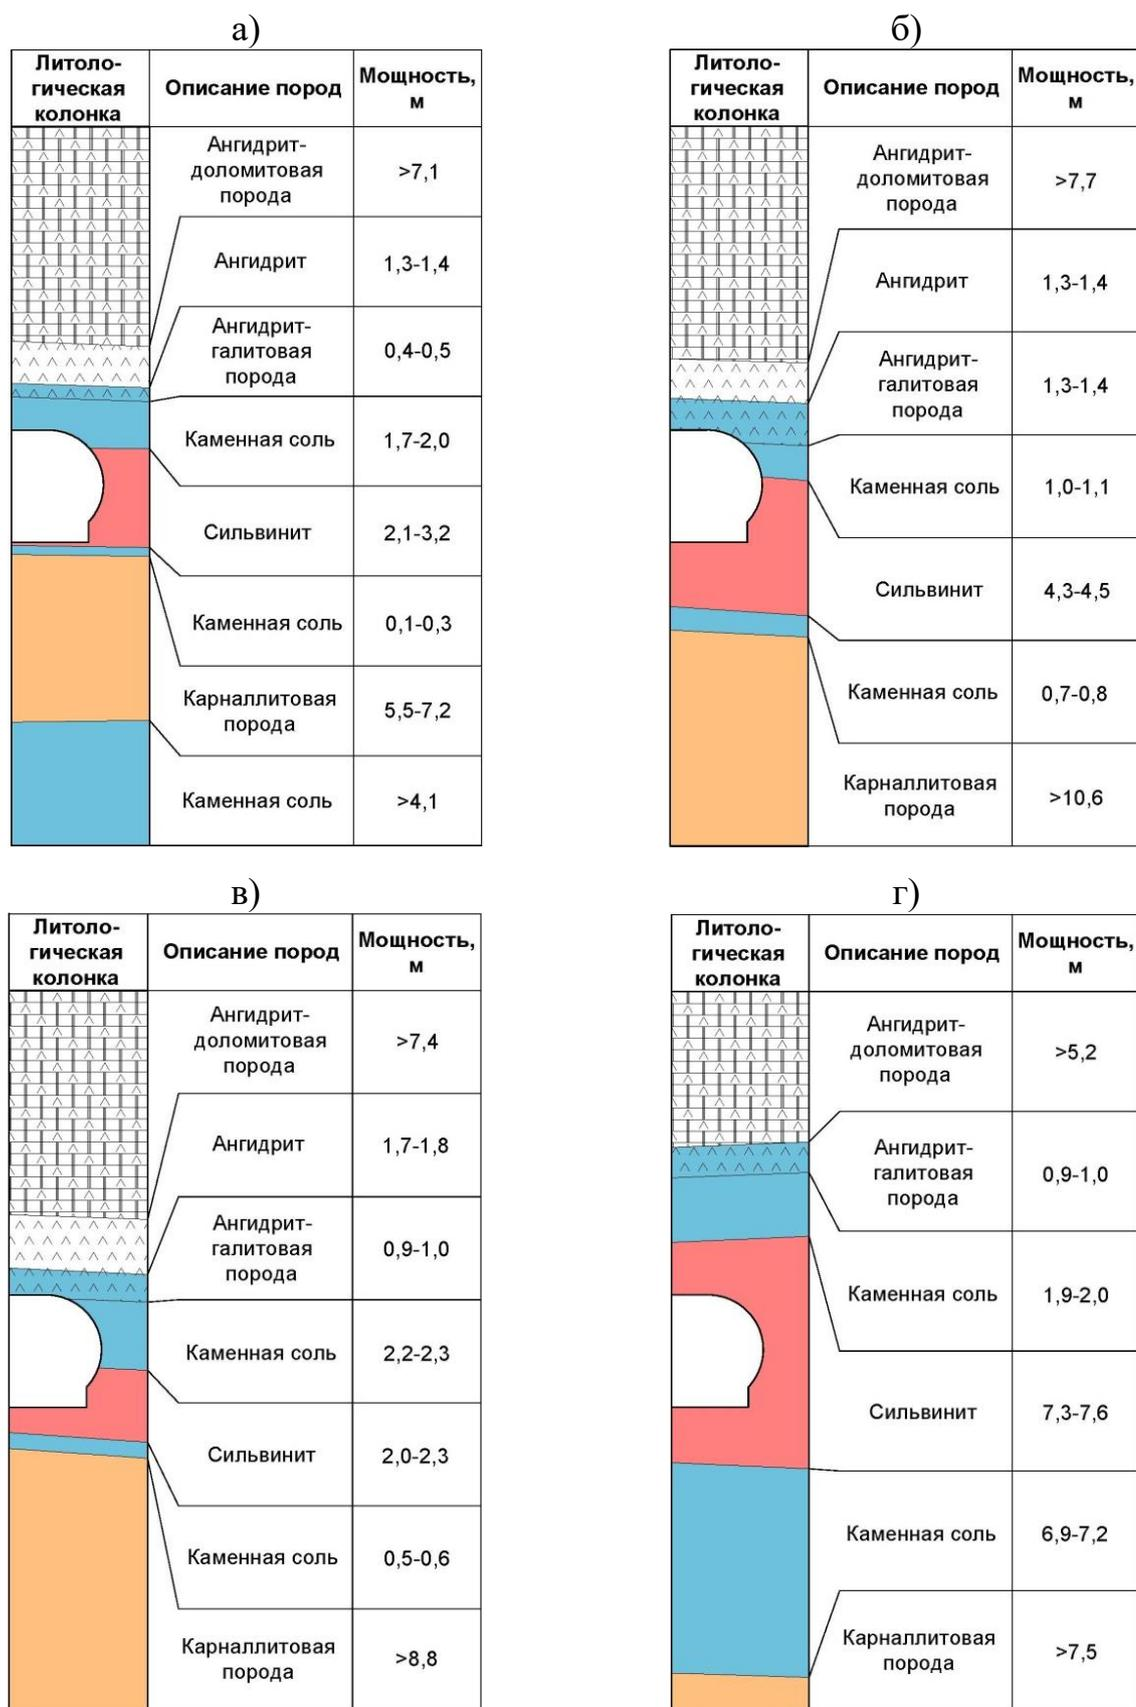 а)
Литоло-
гическая
колонка
Описание пород
Мощность,
м
Ангидрит-
доломитовая
порода
>7,1
Ангидрит
1,3-1,4
Ангидрит-
галитовая
порода
0,4-0,5
Каменная соль
1,7-2,0
Сильвинит
2,1-3,2
Каменная соль
0,1-0,3
Карналлитовая
порода
5,5-7,2
Каменная соль
>4,1
б)
Литоло-
гическая
колонка
Описание пород
Мощность,
м
Ангидрит-
доломитовая
порода
>7,7
Ангидрит
1,3-1,4
Ангидрит-
галитовая
порода
1,3-1,4
Каменная соль
1,0-1,1
Сильвинит
4,3-4,5
Каменная соль
0,7-0,8
Карналлитовая
порода
>10,6
в)
Литоло-
гическая
колонка
Описание пород
Мощность,
м
Ангидрит-
доломитовая
порода
>7,4
Ангидрит
1,7-1,8
Ангидрит-
галитовая
порода
0,9-1,0
Каменная соль
2,2-2,3
Сильвинит
2,0-2,3
Каменная соль
0,5-0,6
Карналлитовая
порода
>8,8
г)
Литоло-
гическая
колонка
Описание пород
Мощность,
м
Ангидрит-
доломитовая
порода
>5,2
Ангидрит-
галитовая
порода
0,9-1,0
Каменная соль
1,9-2,0
Сильвинит
7,3-7,6
Каменная соль
6,9-7,2
Карналлитовая
порода
>7,5